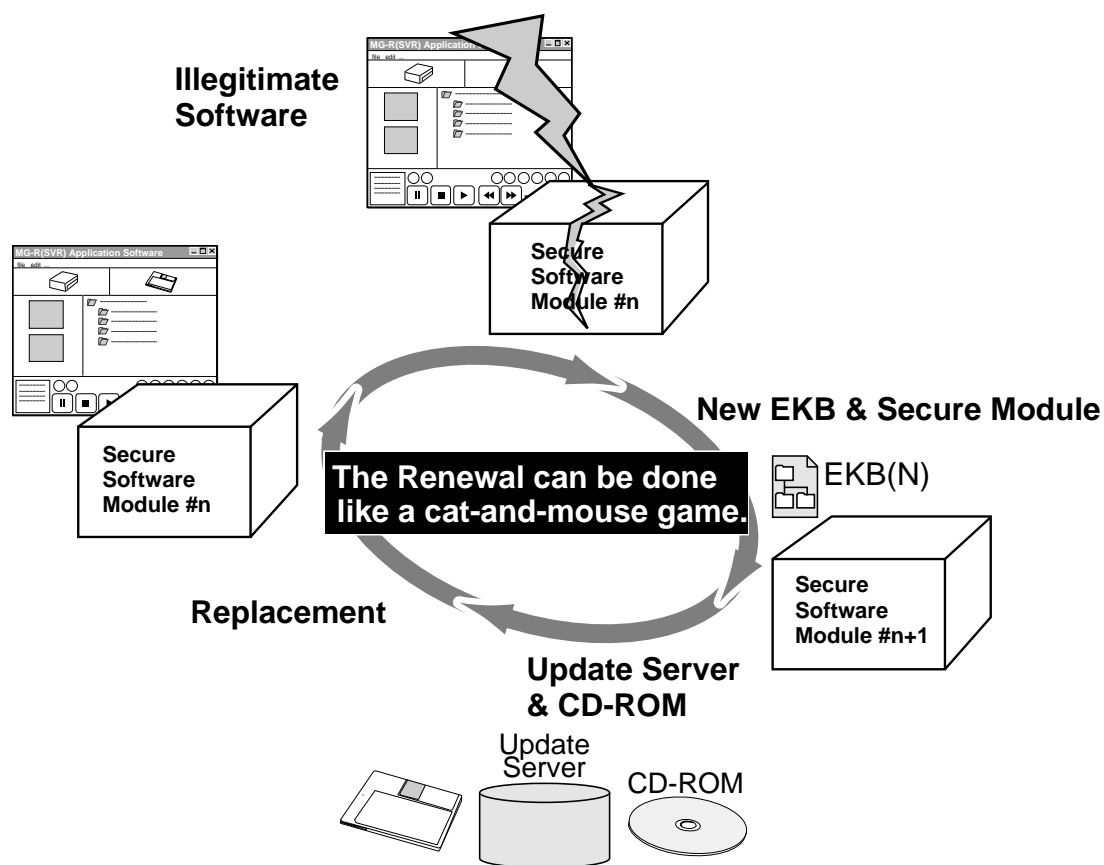 MG-R(SVR) Application
file edit ...
Illegitimate
Software
Secure
Software
Module #n
MG-R(SVR) Application Software
file edit ...
Secure
Software
Module #n
New EKB & Secure Module
EKB(N)
The Renewal can be done
like a cat-and-mouse game.
Secure
Software
Module #n+1
Replacement
Update Server
& CD-ROM
Update
Server
CD-ROM